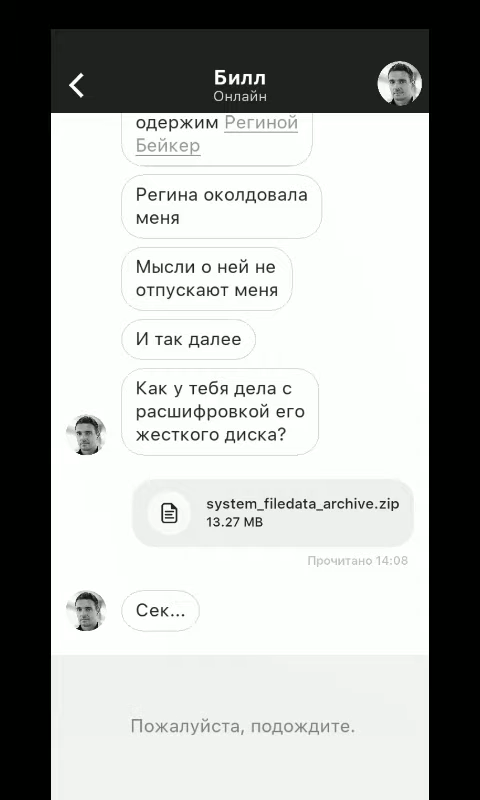 Билл
Онлайн
одержим Региной
Бейкер
Регина околдовала
меня
Мысли о ней не
отпускают меня
И так далее
Как у тебя дела с
расшифровкой его
жесткого диска?
system_filedata_archive.zip
13.27 MB
Прочитано 14:08
Сек...
Пожалуйста, подождите.